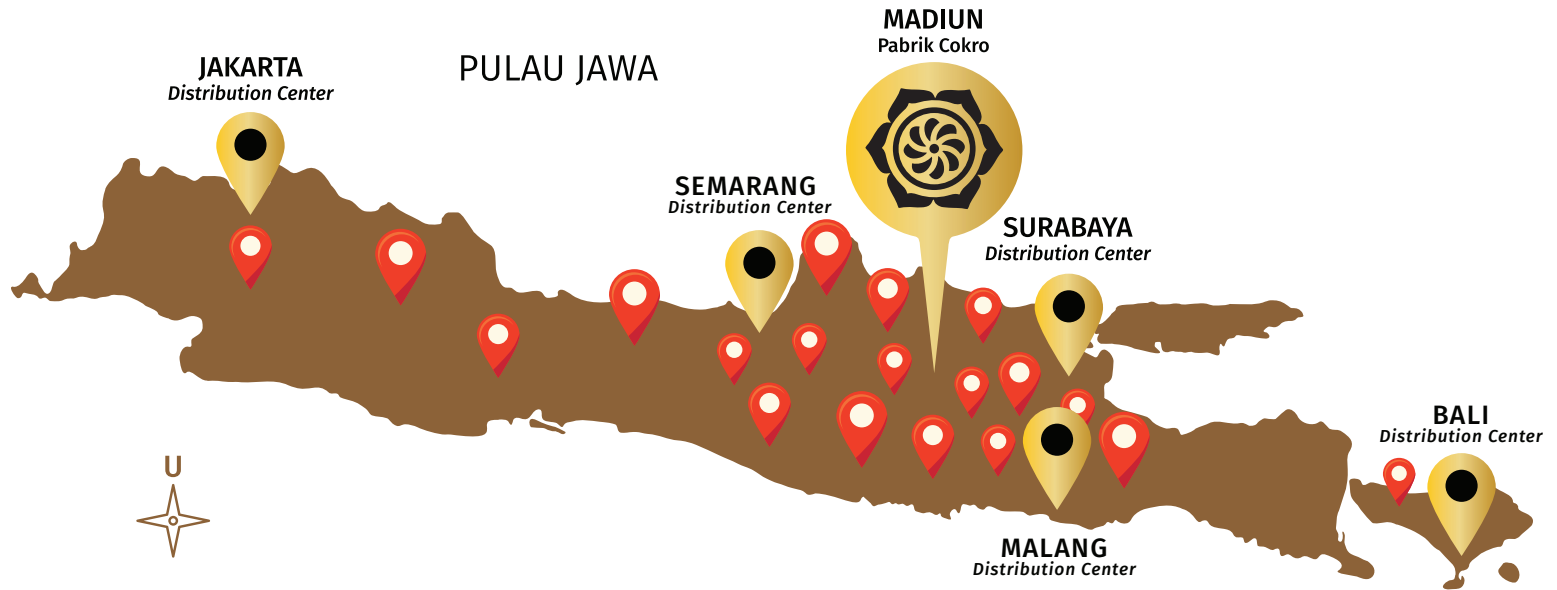 MADIUN
Pabrik Cokro
JAKARTA
Distribution Center
PULAU JAWA
SEMARANG
Distribution Center
SURABAYA
Distribution Center
BALI
Distribution Center
U
MALANG
Distribution Center